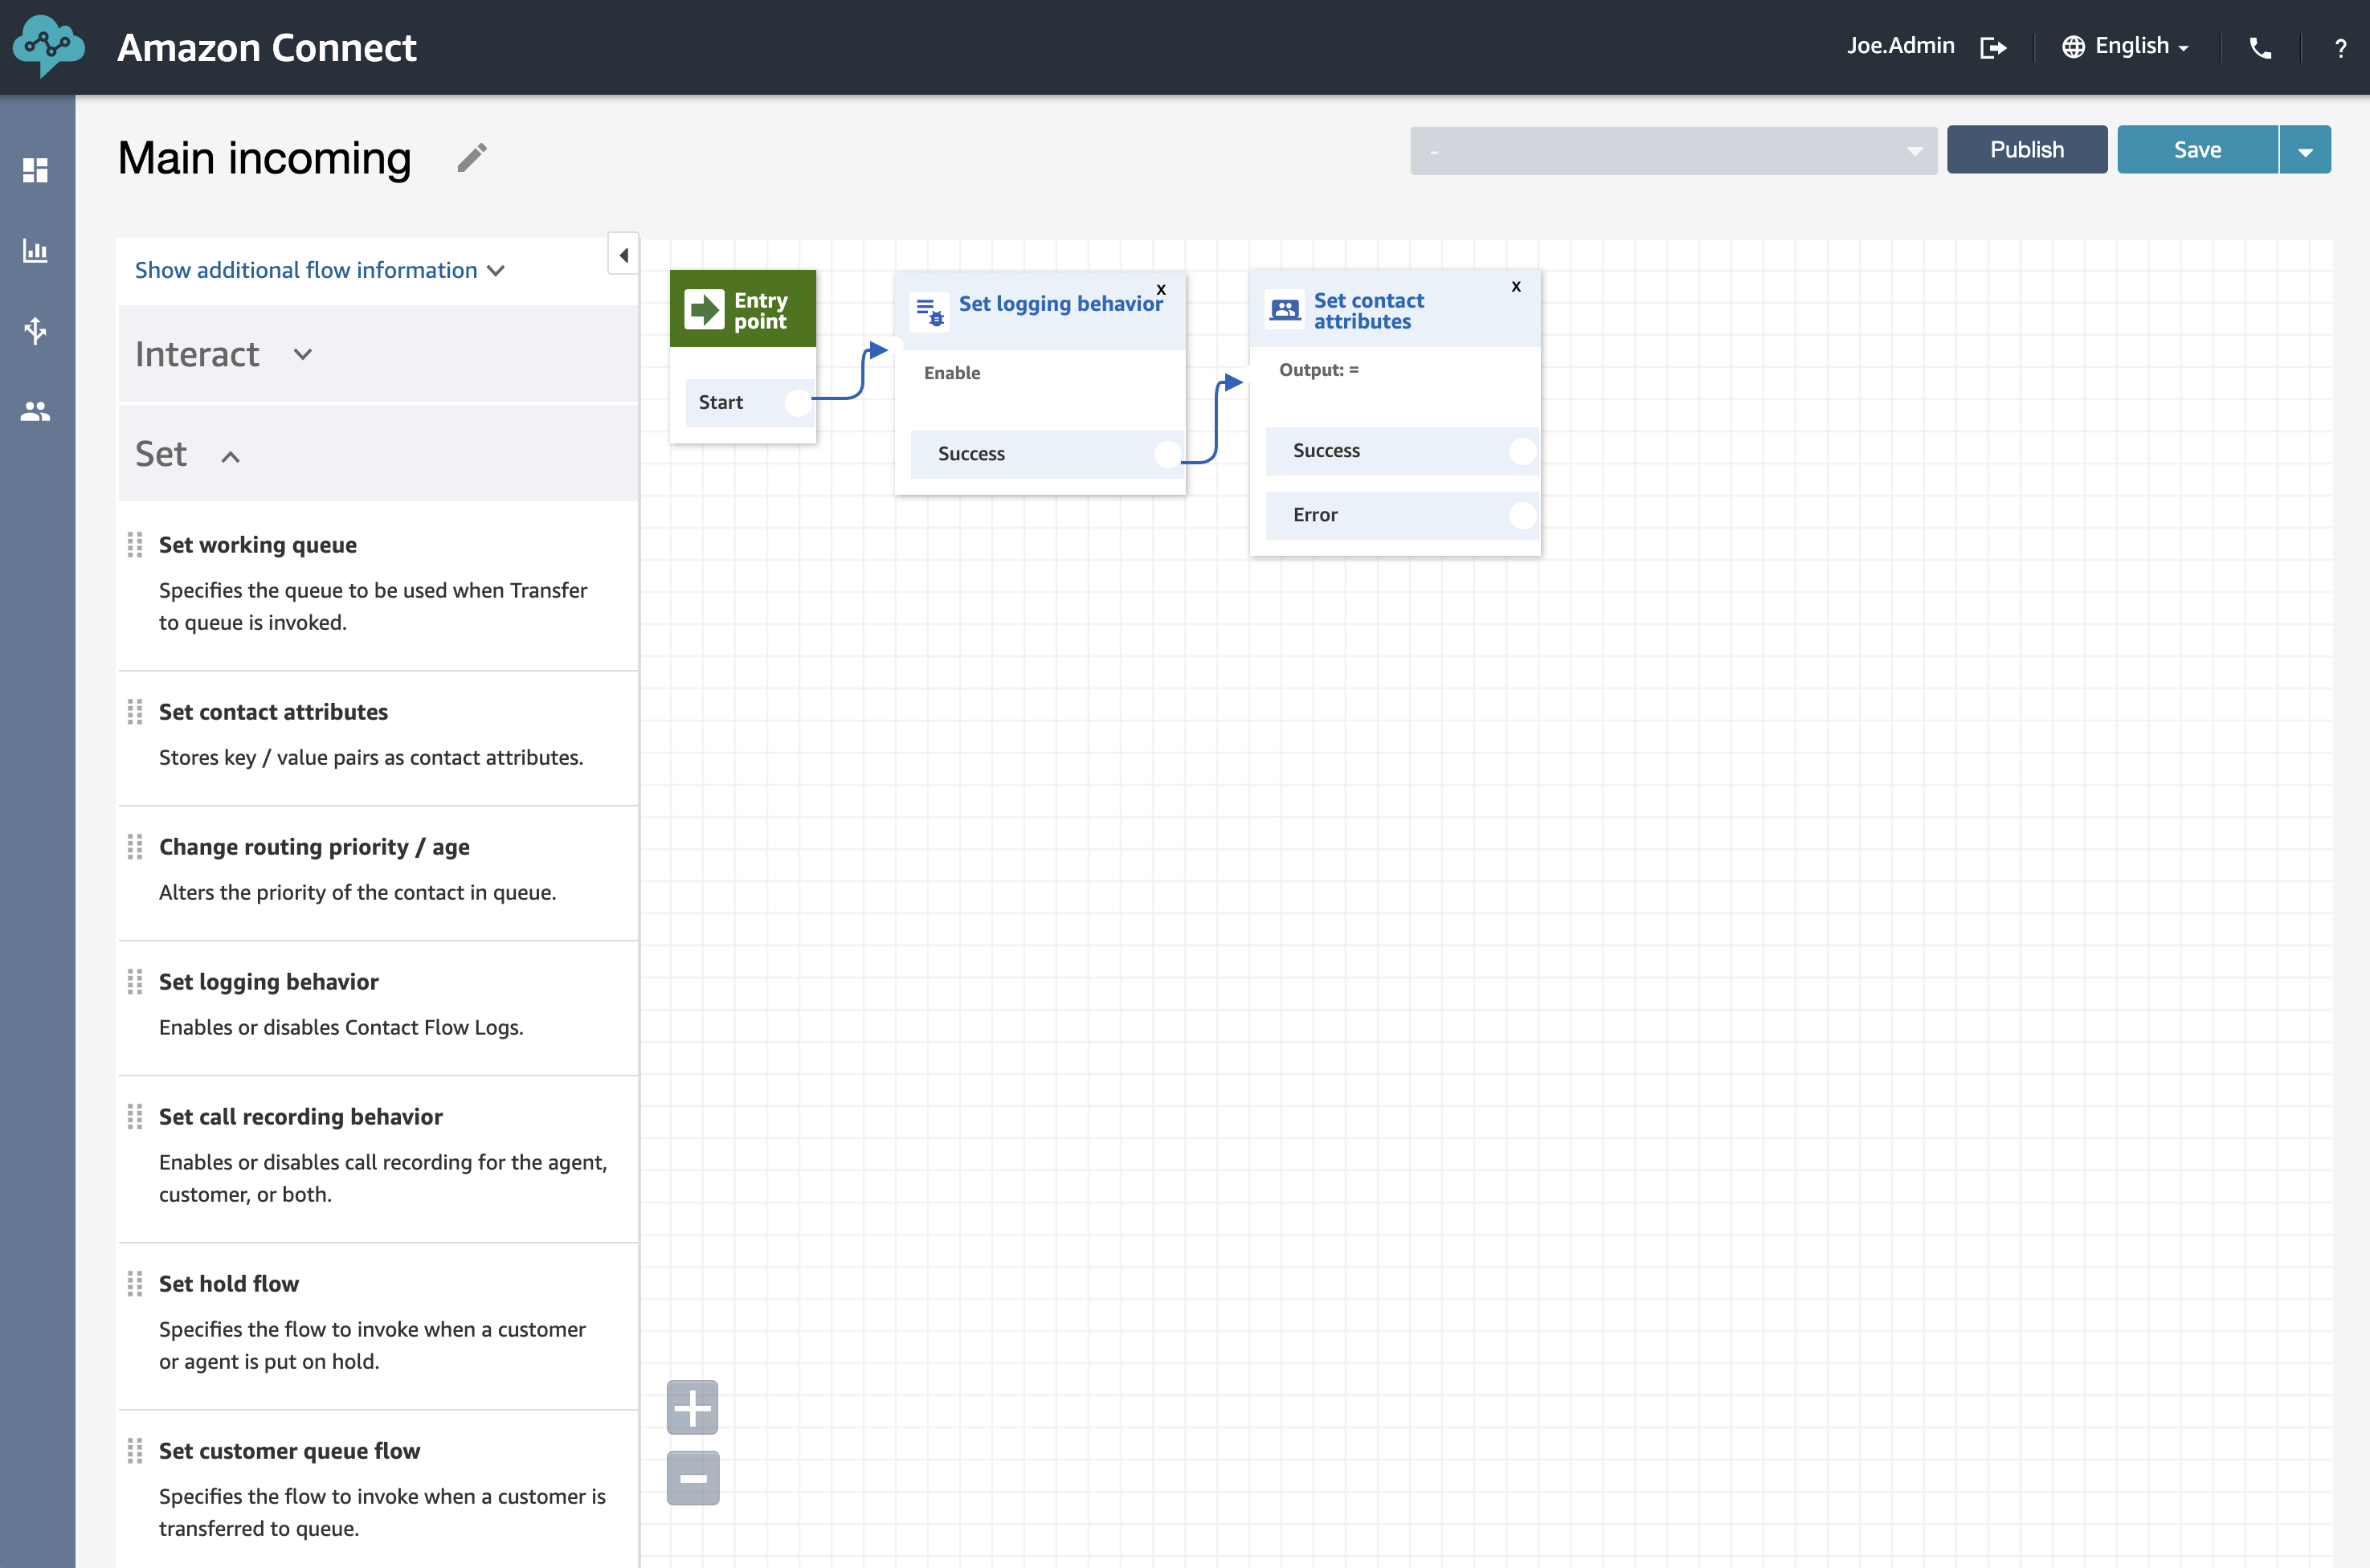 Amazon Connect
Joe.Admin
English
?
Main incoming
-
Publish
Save
Show additional flow information
Interact
Set
Set working queue
Specifies the queue to be used when Transfer
to queue is invoked.
Set contact attributes
Stores key / value pairs as contact attributes.
Change routing priority / age
Alters the priority of the contact in queue.
Set logging behavior
Enables or disables Contact Flow Logs.
Set call recording behavior
Enables or disables call recording for the agent,
customer, or both.
Set hold flow
Specifies the flow to invoke when a customer
or agent is put on hold.
Set customer queue flow
Specifies the flow to invoke when a customer is
transferred to queue.
Entry
point
Start
Set logging behavior
x
Enable
Success
Set contact
attributes
x
Output: =
Success
Error